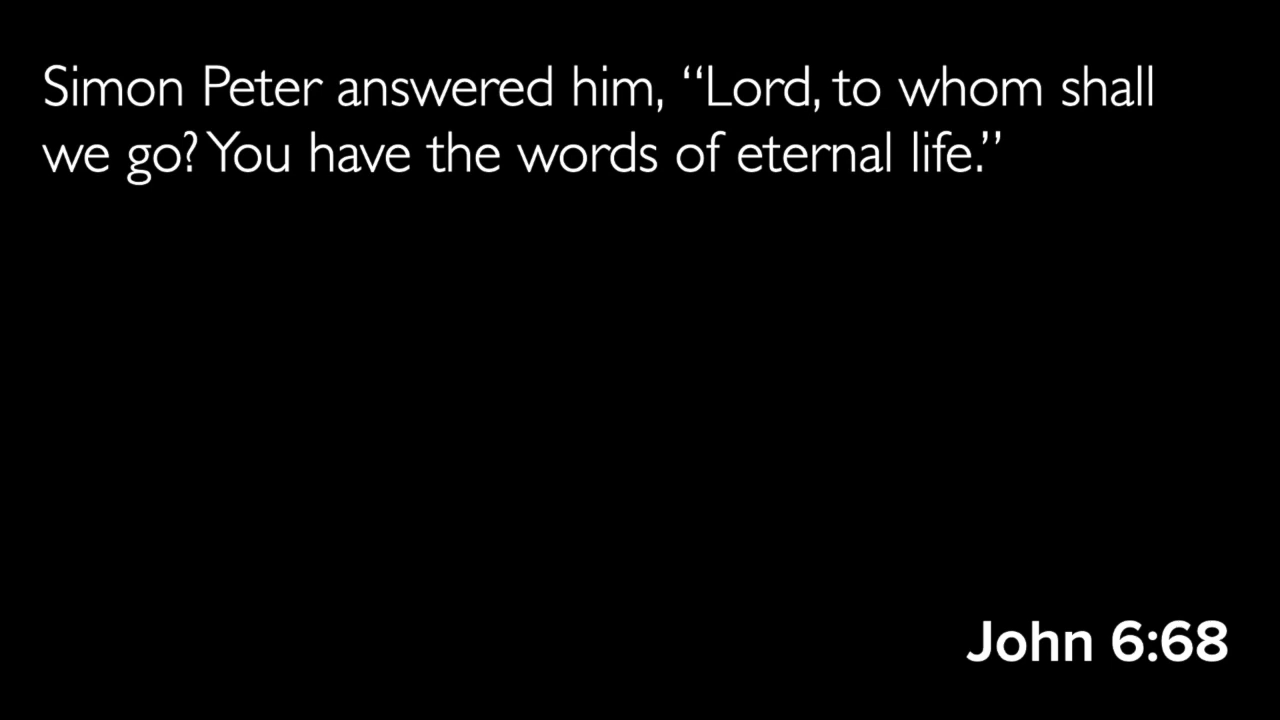 Simon Peter answered him, “Lord, to whom shall
we go? You have the words of eternal life.”
John 6:68